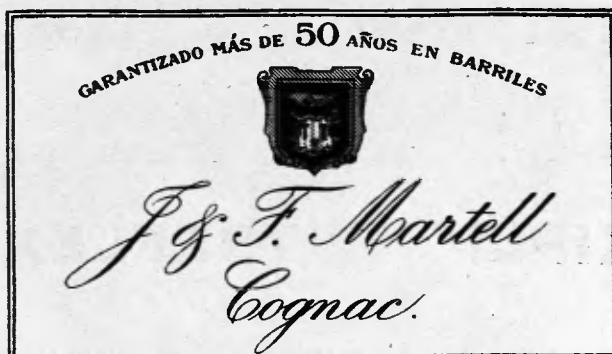 GARANTIZADO MÁS DE 50 AÑOS EN BARRILES
J & F. Martell
Cognac.